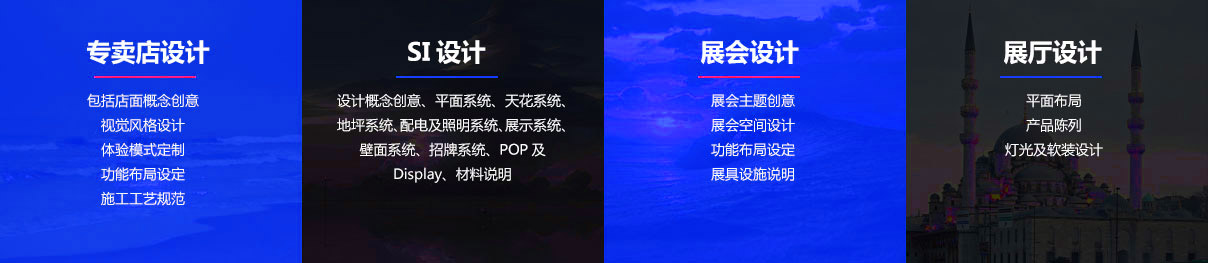 专卖店设计
包括店面概念创意
视觉风格设计
体验模式定制
功能布局设定
施工工艺规范
SI 设计
设计概念创意、平面系统、天花系统、
地坪系统、配电及照明系统、展示系统、
壁面系统、招牌系统、POP 及
Display、材料说明
展会设计
展会主题创意
展会空间设计
功能布局设定
展具设施说明
展厅设计
平面布局
产品陈列
灯光及软装设计